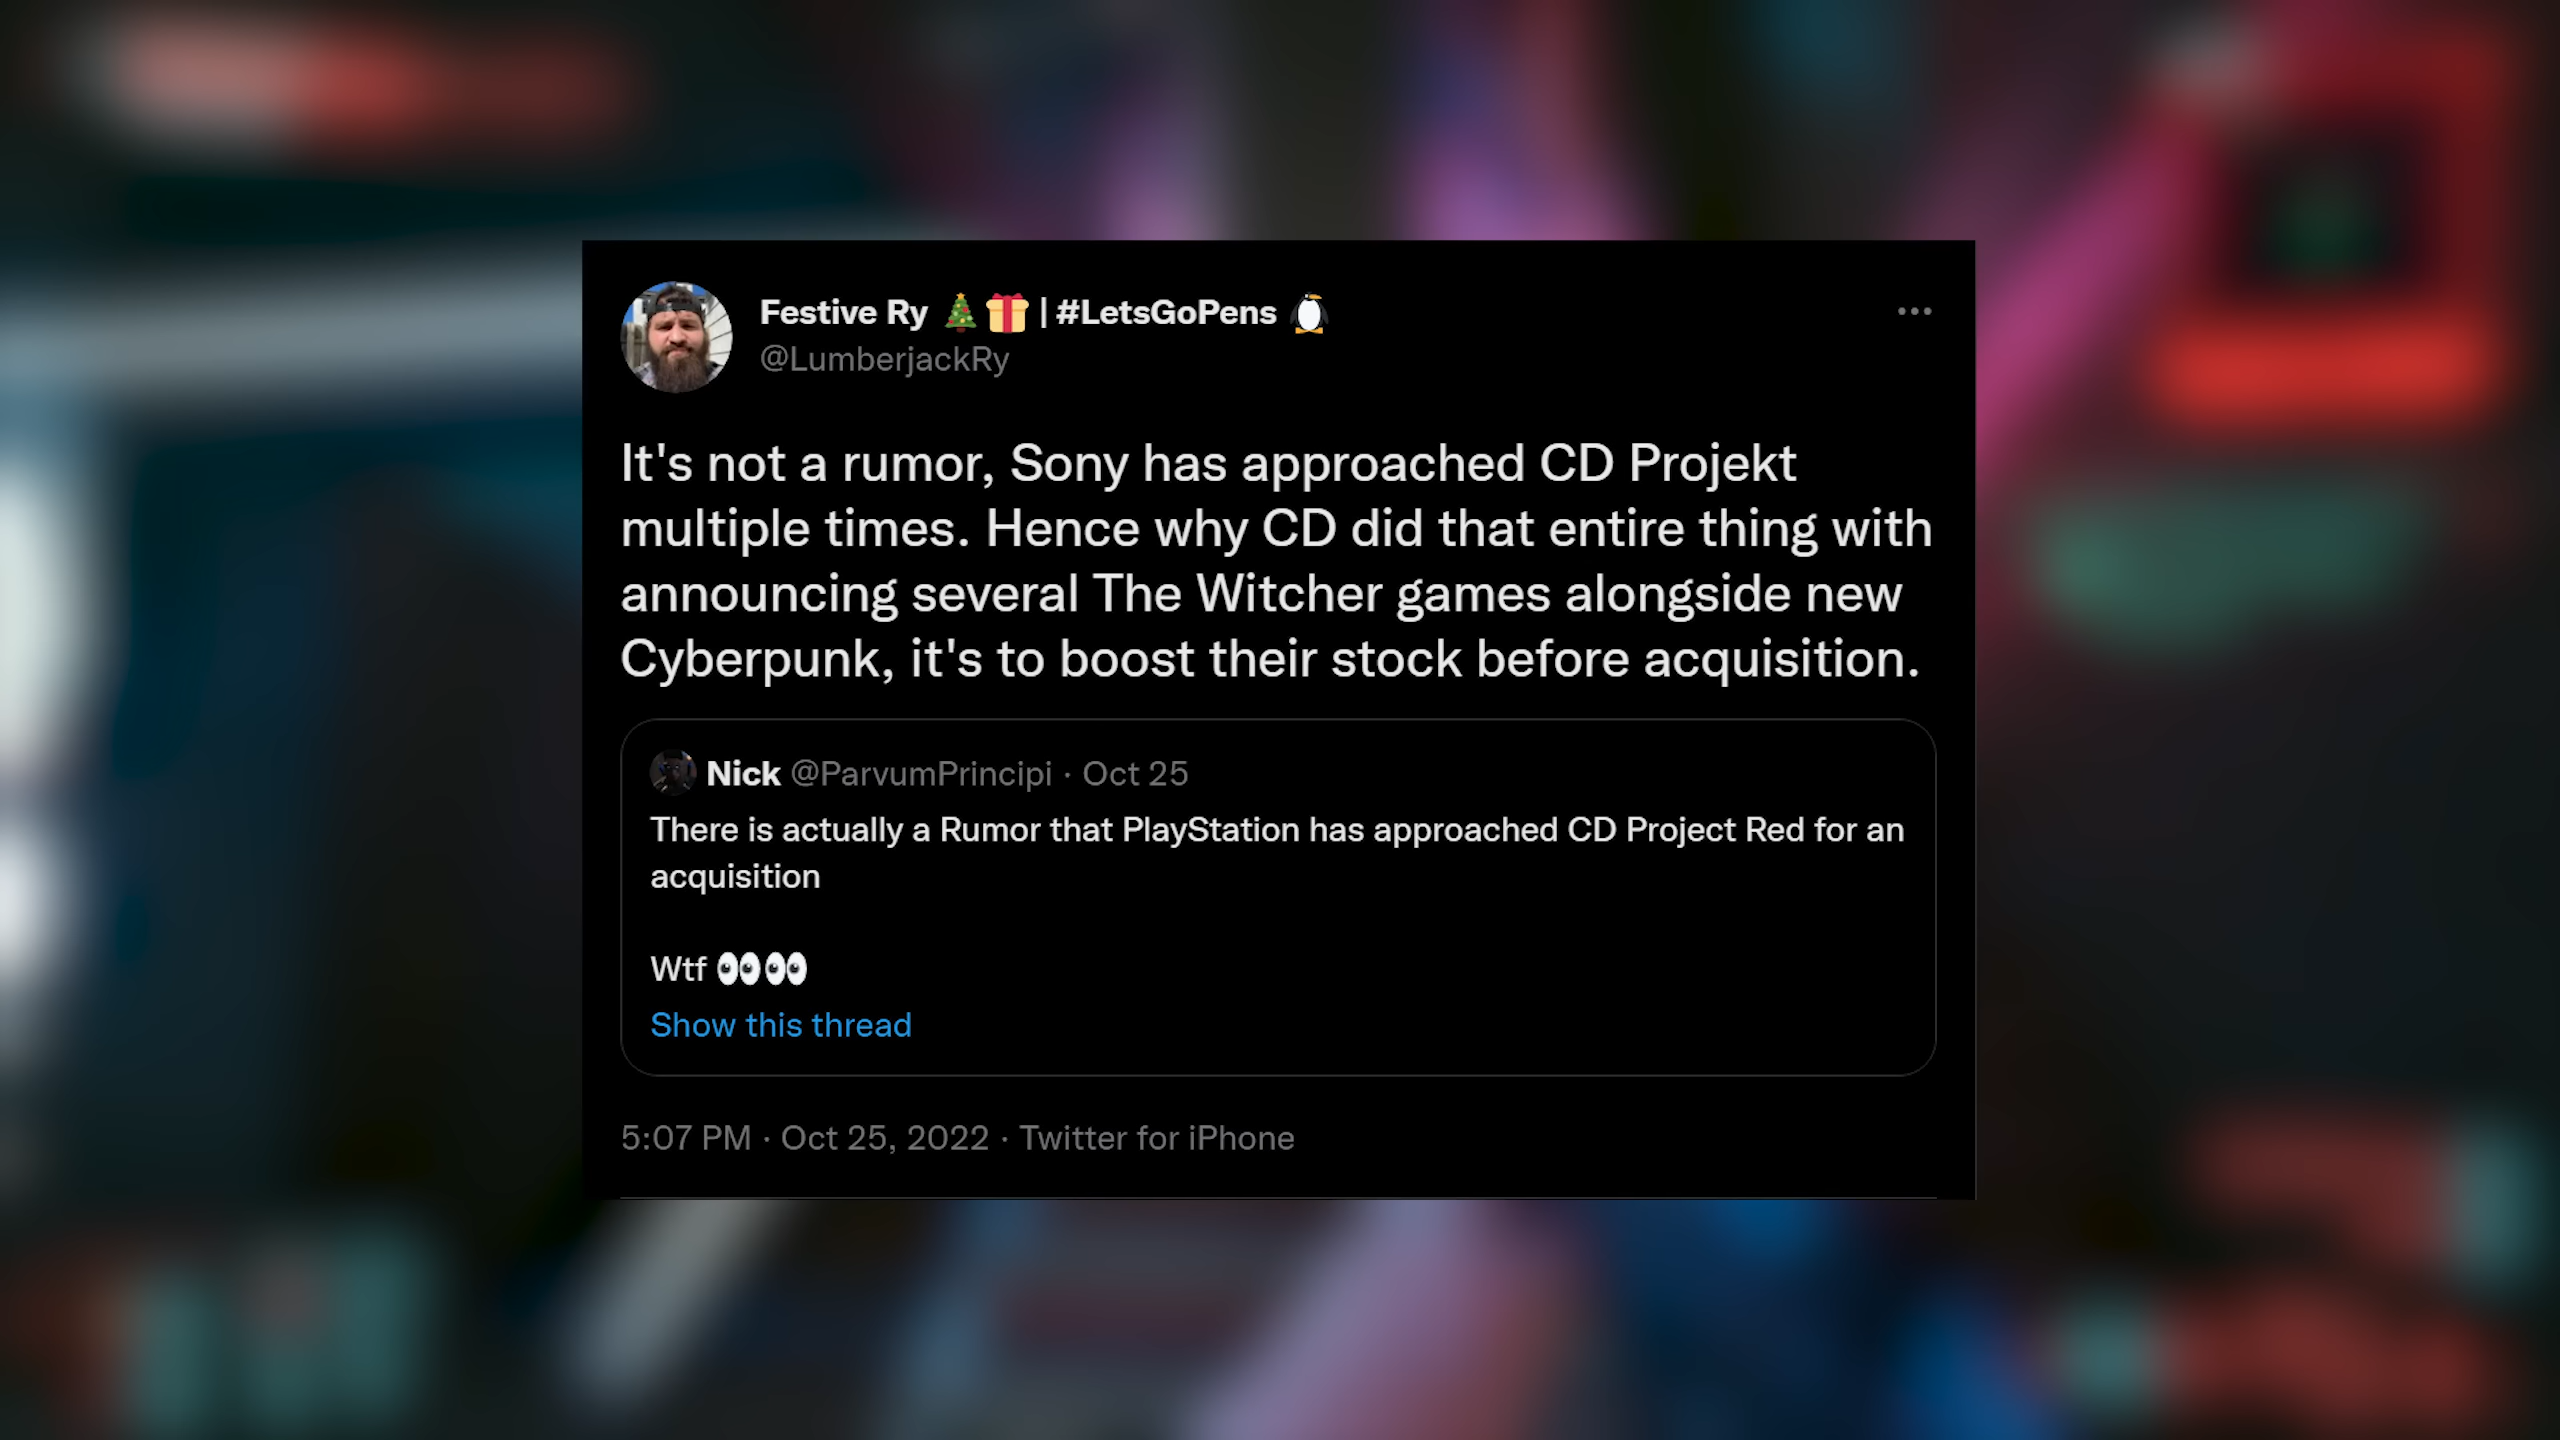 Festive Ry 🎄🎁 | #LetsGoPens 🐧
@LumberjackRy
It's not a rumor, Sony has approached CD Projekt
multiple times. Hence why CD did that entire thing with
announcing several The Witcher games alongside new
Cyberpunk, it's to boost their stock before acquisition.
Nick @ParvumPrincipi · Oct 25
There is actually a Rumor that PlayStation has approached CD Project Red for an
acquisition
Wtf 👀👀
Show this thread
5:07 PM · Oct 25, 2022 · Twitter for iPhone